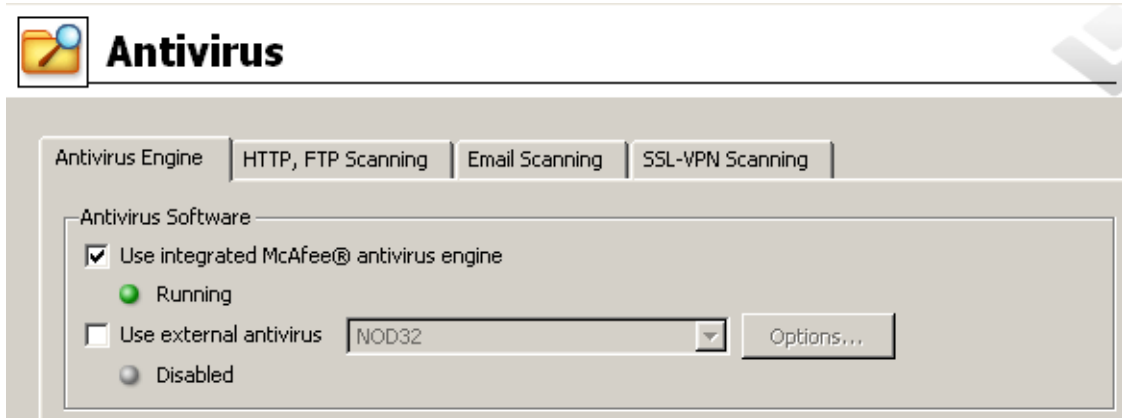 Antivirus
Antivirus Engine HTTP, FTP Scanning Email Scanning SSL-VPN Scanning
Antivirus Software
Use integrated McAfee® antivirus engine
Running
Use external antivirus NOD32 Options...
Disabled